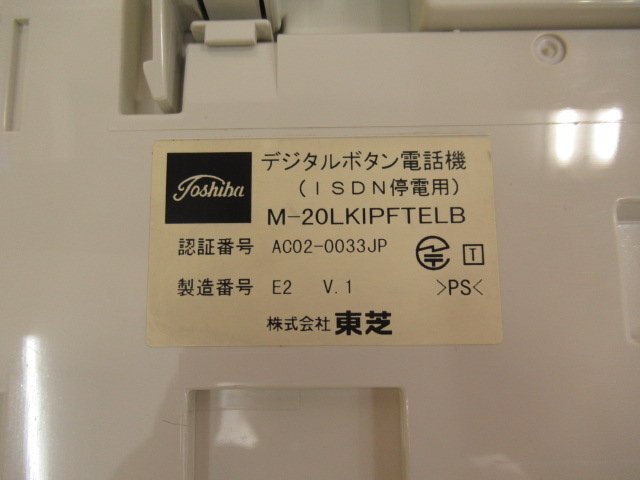 Toshiba
デジタルボタン電話機
(ISDN停電用)
M-20LKIPFTELB
認証番号 AC02-0033JP
T
製造番号 E2 V.1 >PS<
株式会社 東芝